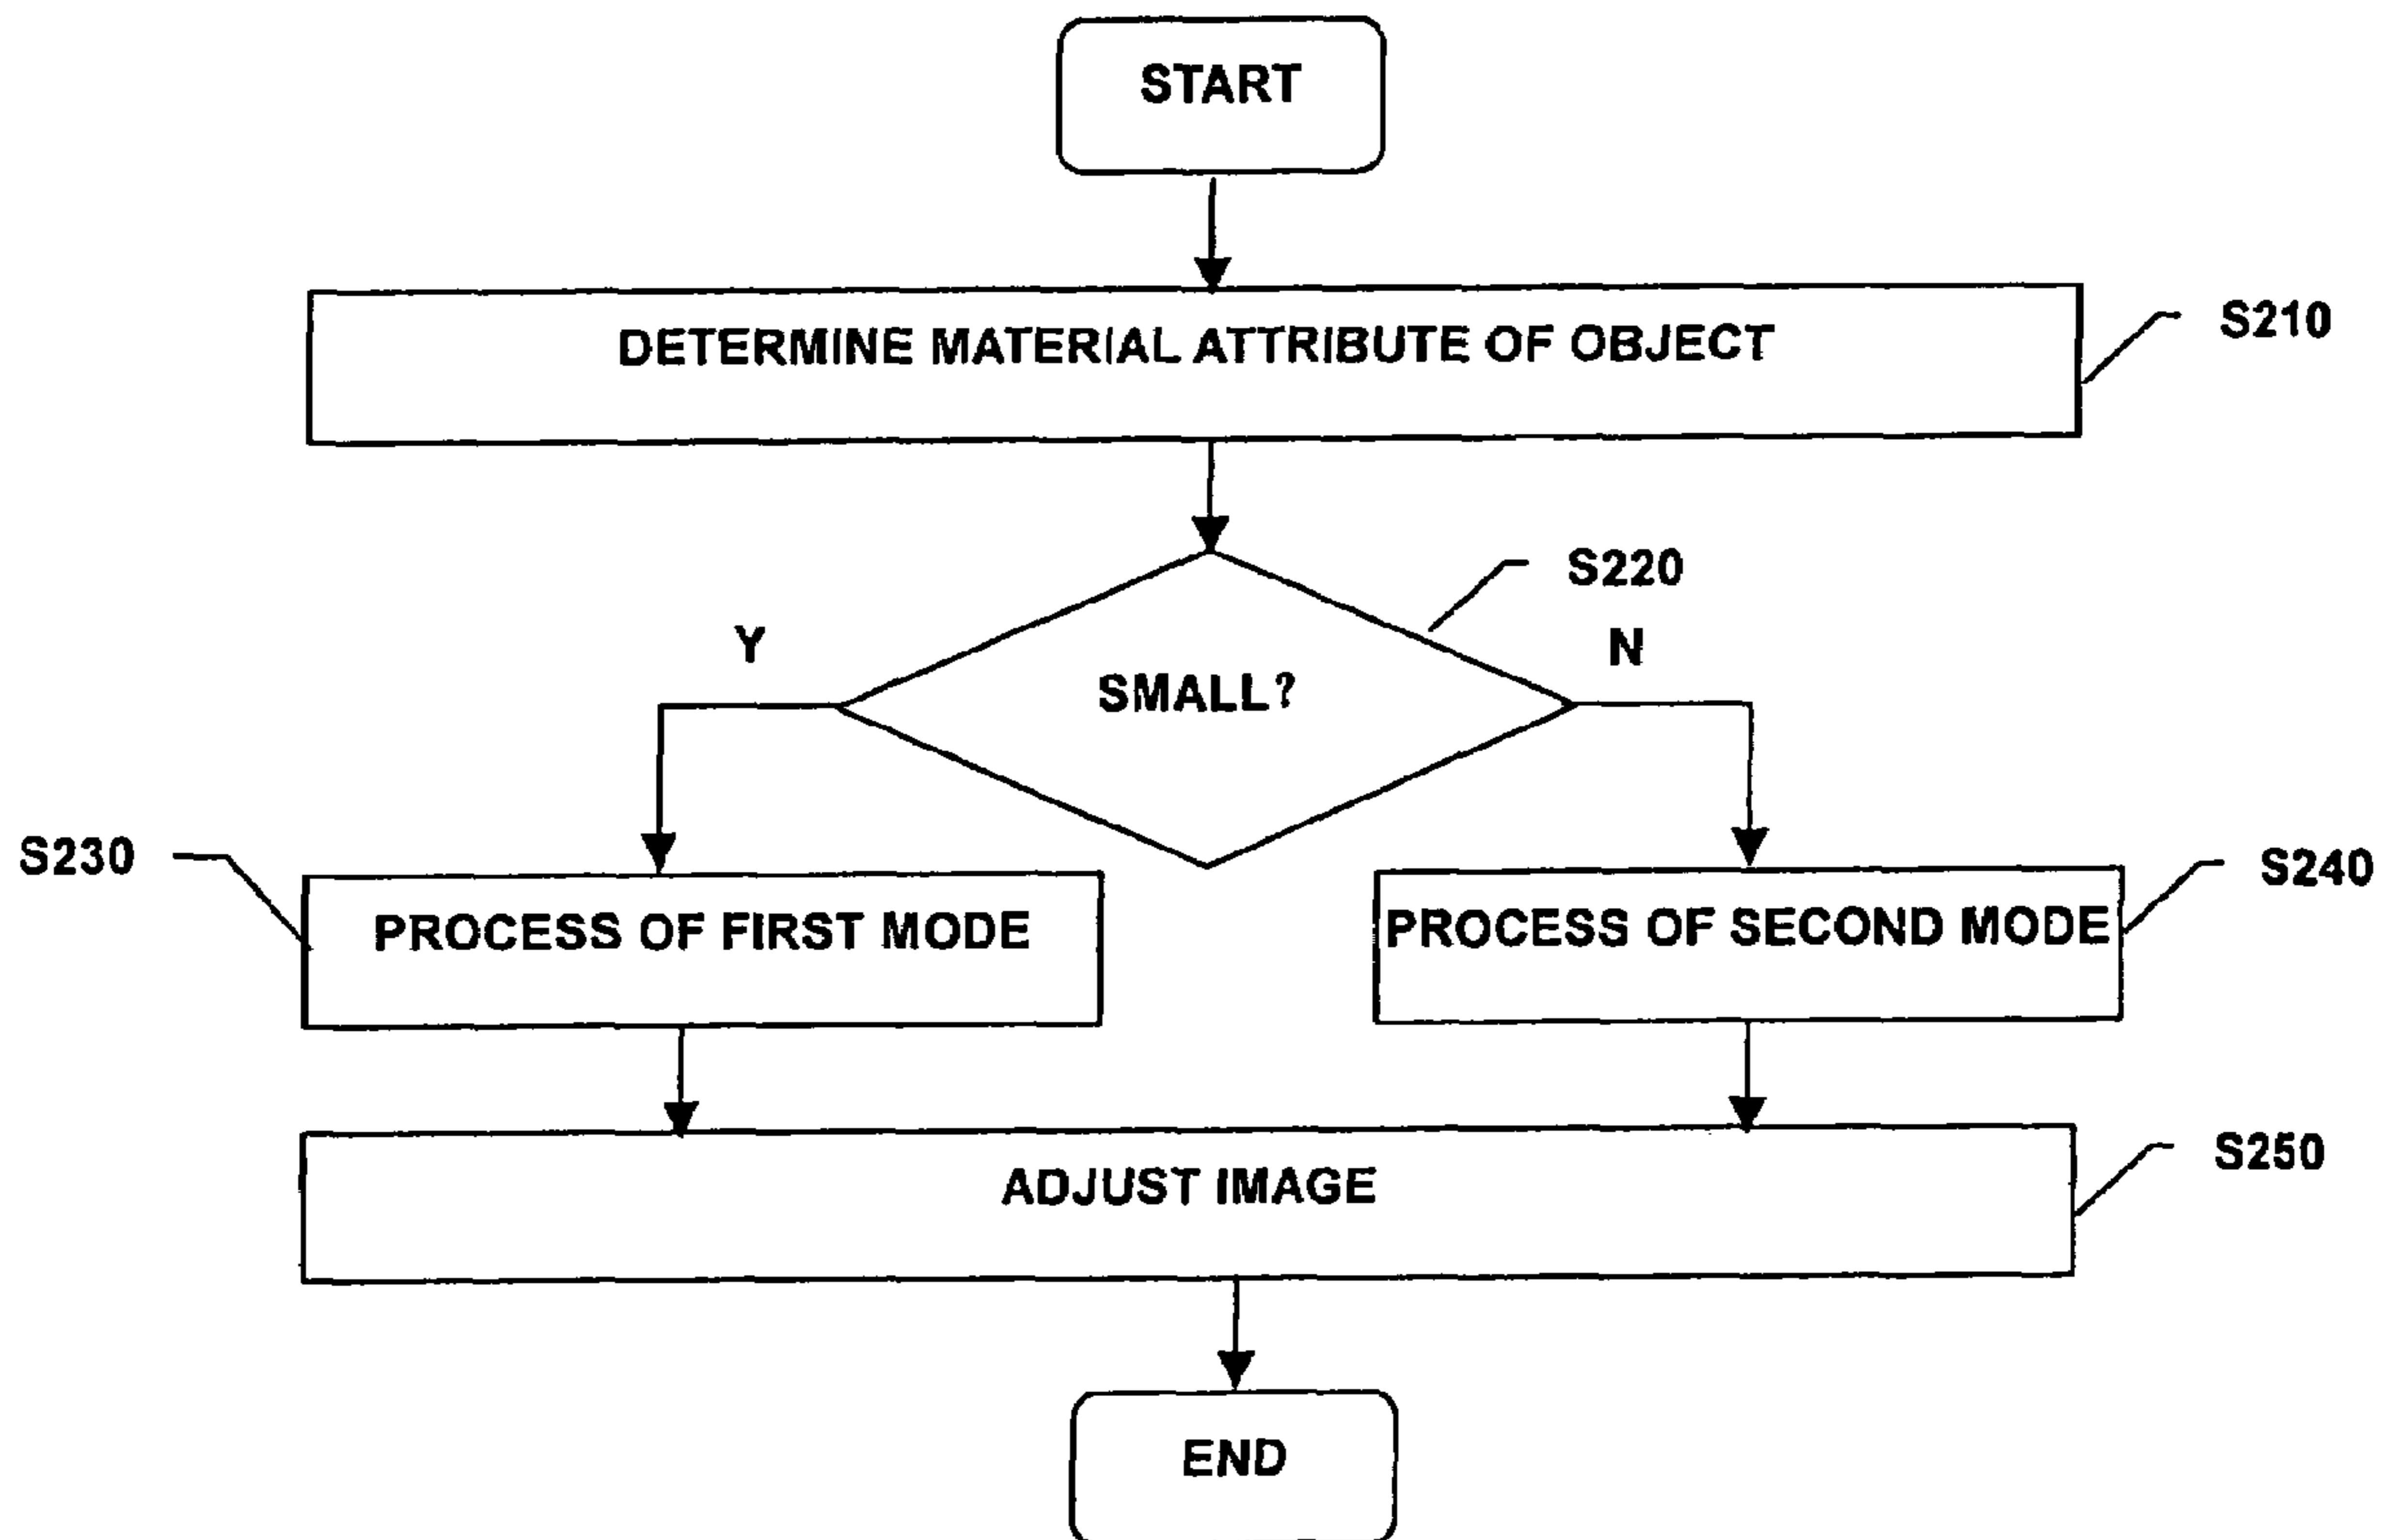 START
DETERMINE MATERIAL ATTRIBUTE OF OBJECT
S210
S220
Y
N
SMALL?
S230
PROCESS OF FIRST MODE
PROCESS OF SECOND MODE
S240
ADJUST IMAGE
S250
END